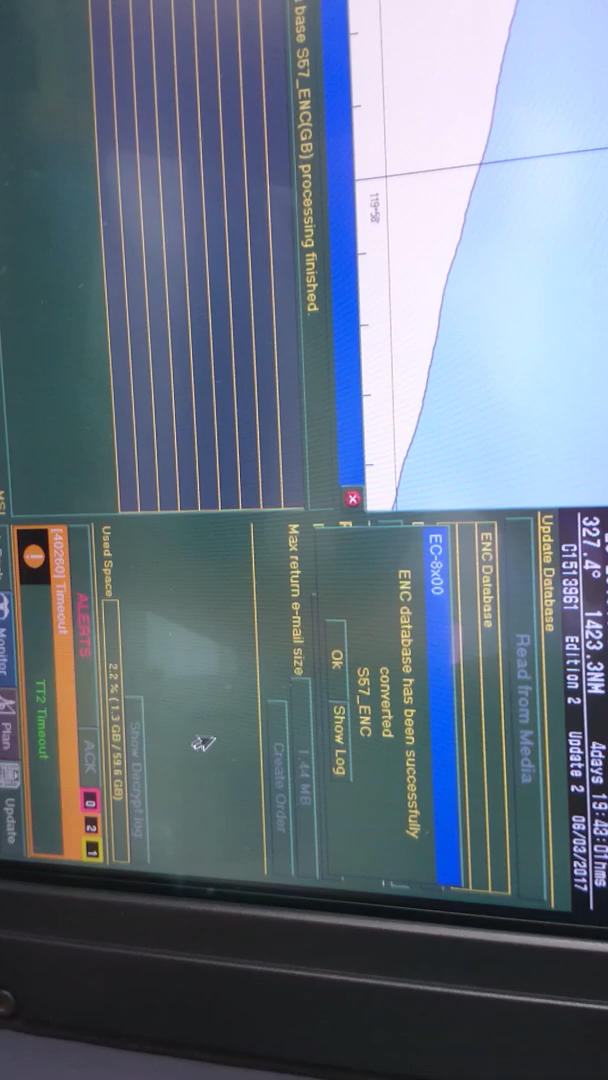 327.4° 1423.3NM 4days 19:43:01hms
C1513961 Edition 2 Update 2 06/03/2017
Update Database
Read from Media
ENC Database
EC-8x00
ENC database has been successfully
converted
S57_ENC
Ok Show Log
Max return e-mail size 1.44 MB
Create Order
Show Decrypt log
Used Space 2.2 % (1.3 GB / 59.6 GB)
ALERTS ACK 0 2 1
[40260] Timeout
TT2 Timeout
Monitor Plan Update
119°58'
base S57_ENC(GB) processing finished.